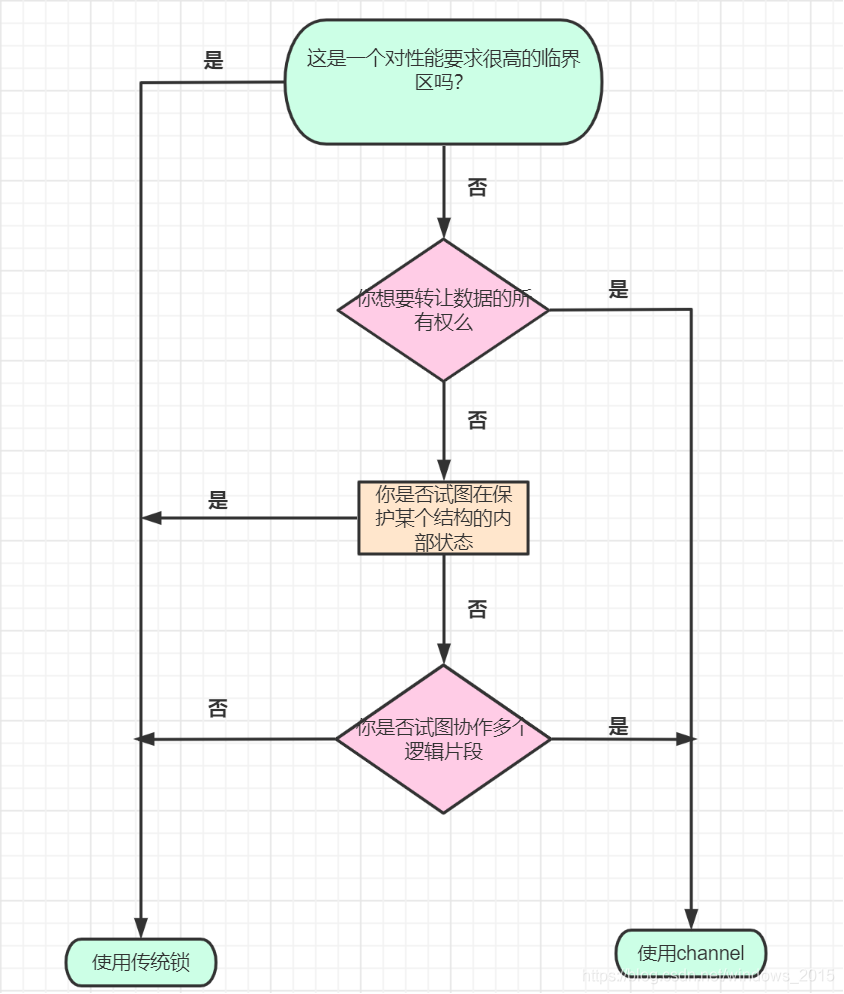 是
这是一个对性能要求很高的临界
区吗？
否
你想要转让数据的所
有权么
是
否
你是否试图在保
护某个结构的内
部状态
是
否
否
你是否试图协作多个
逻辑片段
是
使用传统锁
使用channel
https://blog.csdn.net/windows_2015